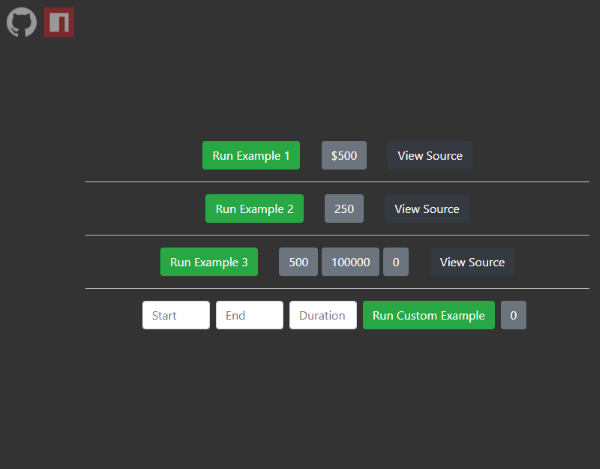 Run Example 1 $500 View Source
Run Example 2 250 View Source
Run Example 3 500 100000 0 View Source
Start End Duration Run Custom Example 0